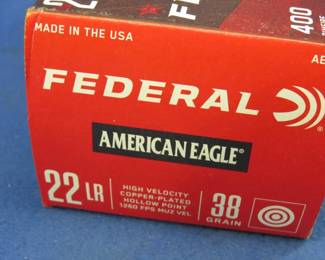 400
MADE IN THE USA
AE
FEDERAL
AMERICAN EAGLE®
22 LR
HIGH VELOCITY
COPPER-PLATED
HOLLOW POINT
1260 FPS MUZ VEL
38
GRAIN